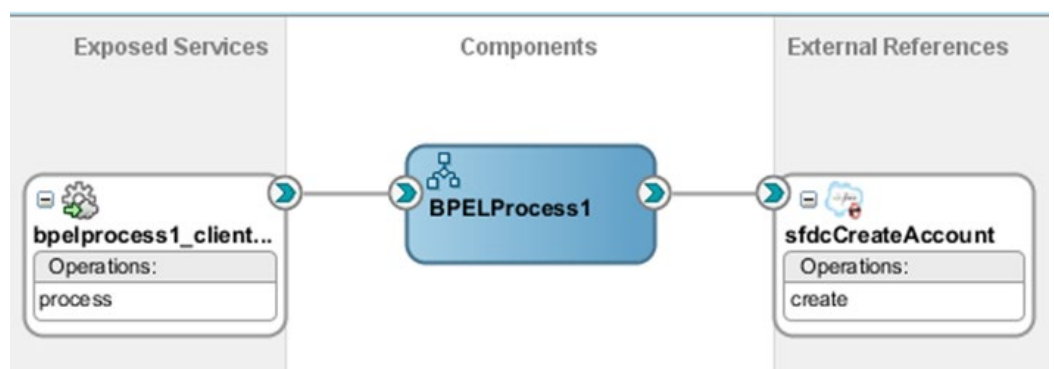 Exposed Services
Components
External References
bpelprocess1_client...
Operations:
process
BPELProcess1
sfdcCreateAccount
Operations:
create